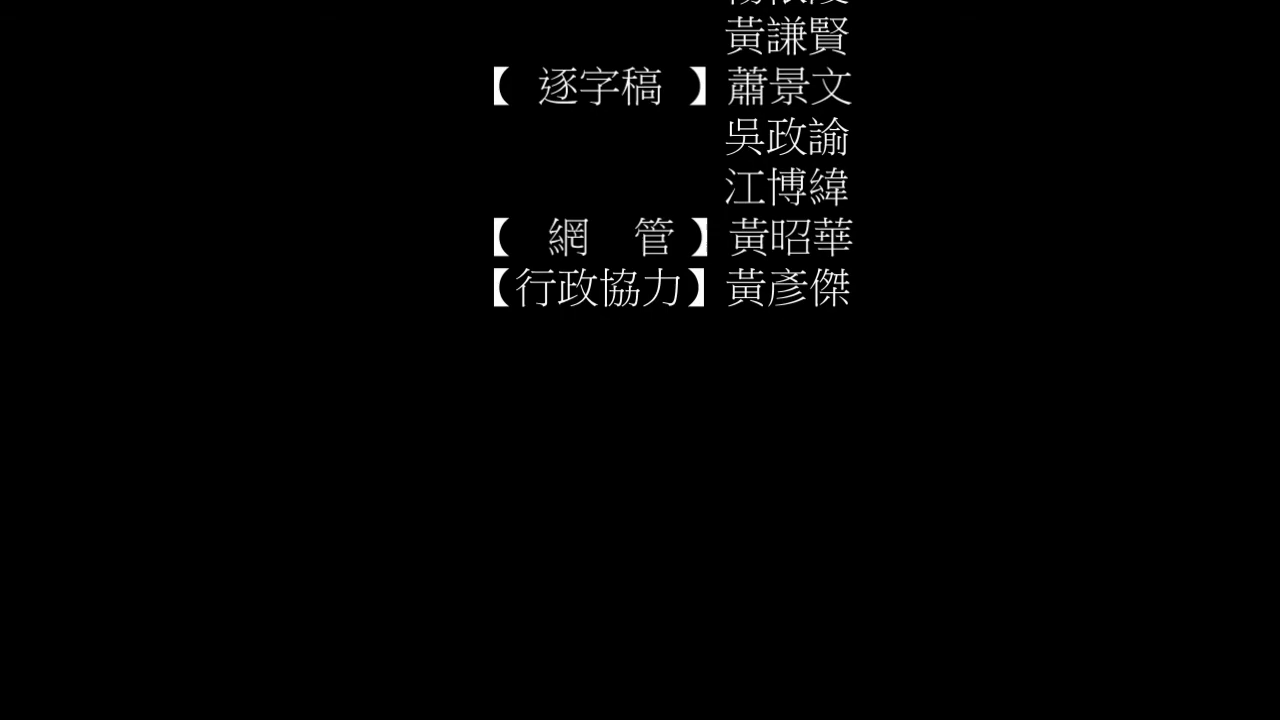 黃謙賢
【 逐字稿 】蕭景文
吳政諭
江博緯
【 網 管 】黃昭華
【行政協力】黃彥傑